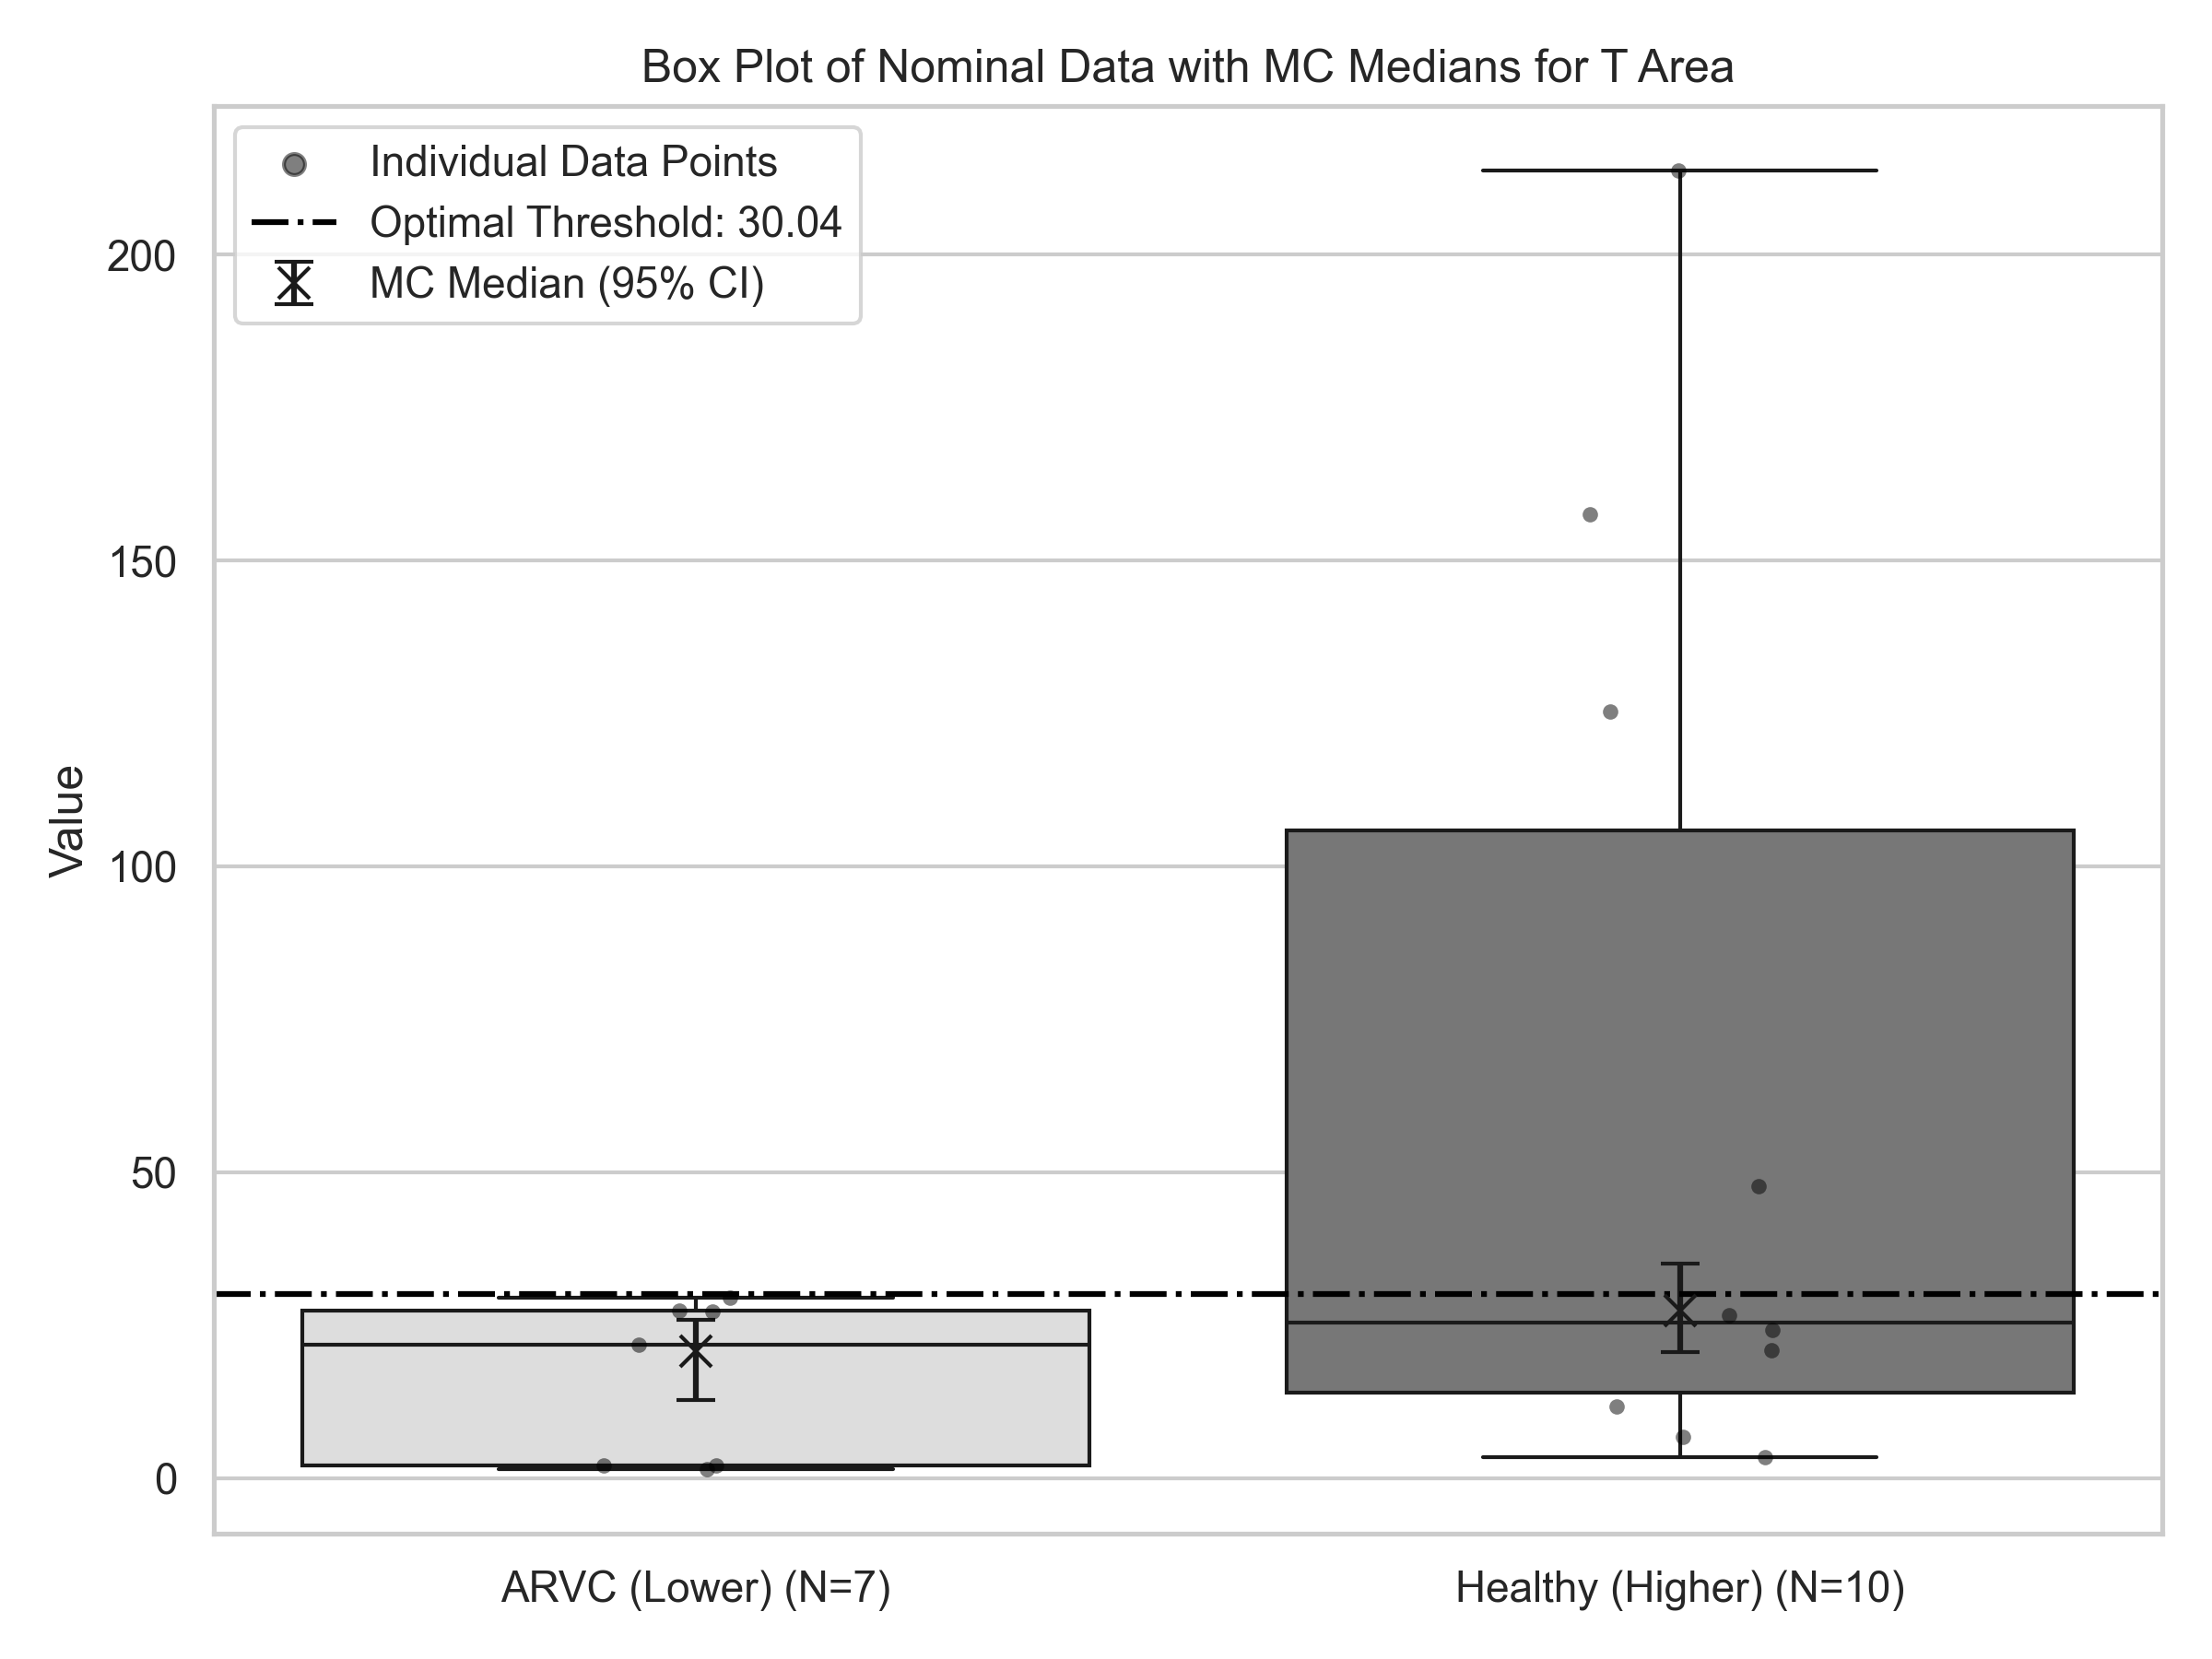 Box Plot of Nominal Data with MC Medians for T Area
Individual Data Points
Optimal Threshold: 30.04
MC Median (95% CI)
Value
200
150
100
50
0
ARVC (Lower) (N=7)
Healthy (Higher) (N=10)